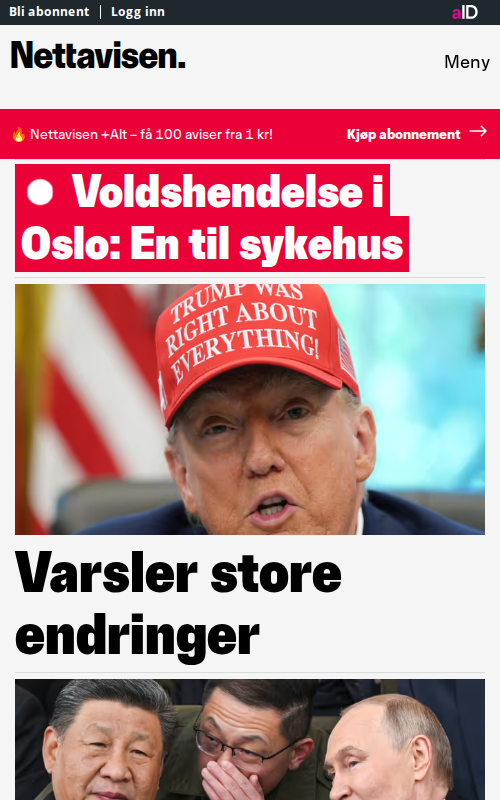 Bli abonnent | Logg inn
aID
Nettavisen.
Meny
🔥 Nettavisen +Alt – få 100 aviser fra 1 kr!
Kjøp abonnement →
Voldshendelse i
Oslo: En til sykehus
TRUMP WAS
RIGHT ABOUT
EVERYTHING!
Varsler store
endringer